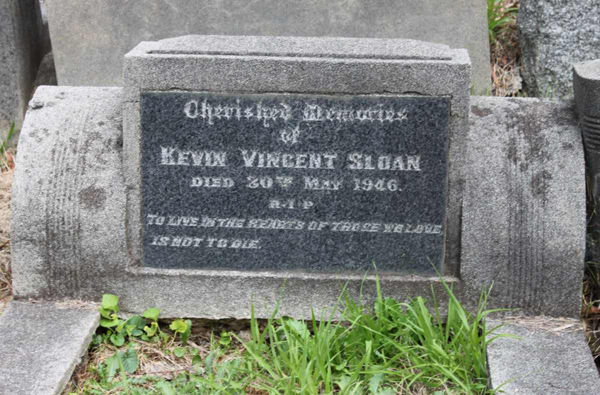 Cherished Memories
of
KEVIN VINCENT SLOAN
DIED 20TH MAY 1946.
R·I·P
TO LIVE IN THE HEARTS OF THOSE WE LOVE
IS NOT TO DIE.